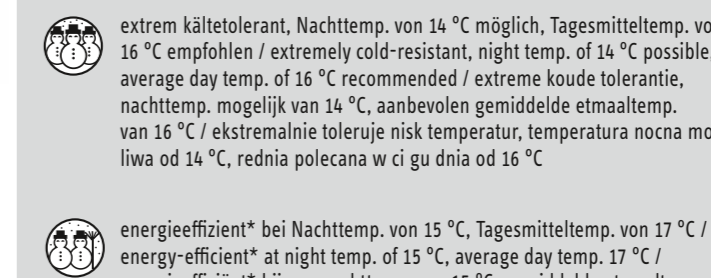 extrem kältetolerant, Nachttemp. von 14 °C möglich, Tagesmitteltemp. vo
16 °C empfohlen / extremely cold-resistant, night temp. of 14 °C possible,
average day temp. of 16 °C recommended / extreme koude tolerantie,
nachttemp. mogelijk van 14 °C, aanbevolen gemiddelde etmaaltemp.
van 16 °C / ekstremalnie toleruje nisk temperatur, temperatura nocna mo
liwa od 14 °C, rednia polecana w ci gu dnia od 16 °C
energieeffizient* bei Nachttemp. von 15 °C, Tagesmitteltemp. von 17 °C /
energy-efficient* at night temp. of 15 °C, average day temp. 17 °C /